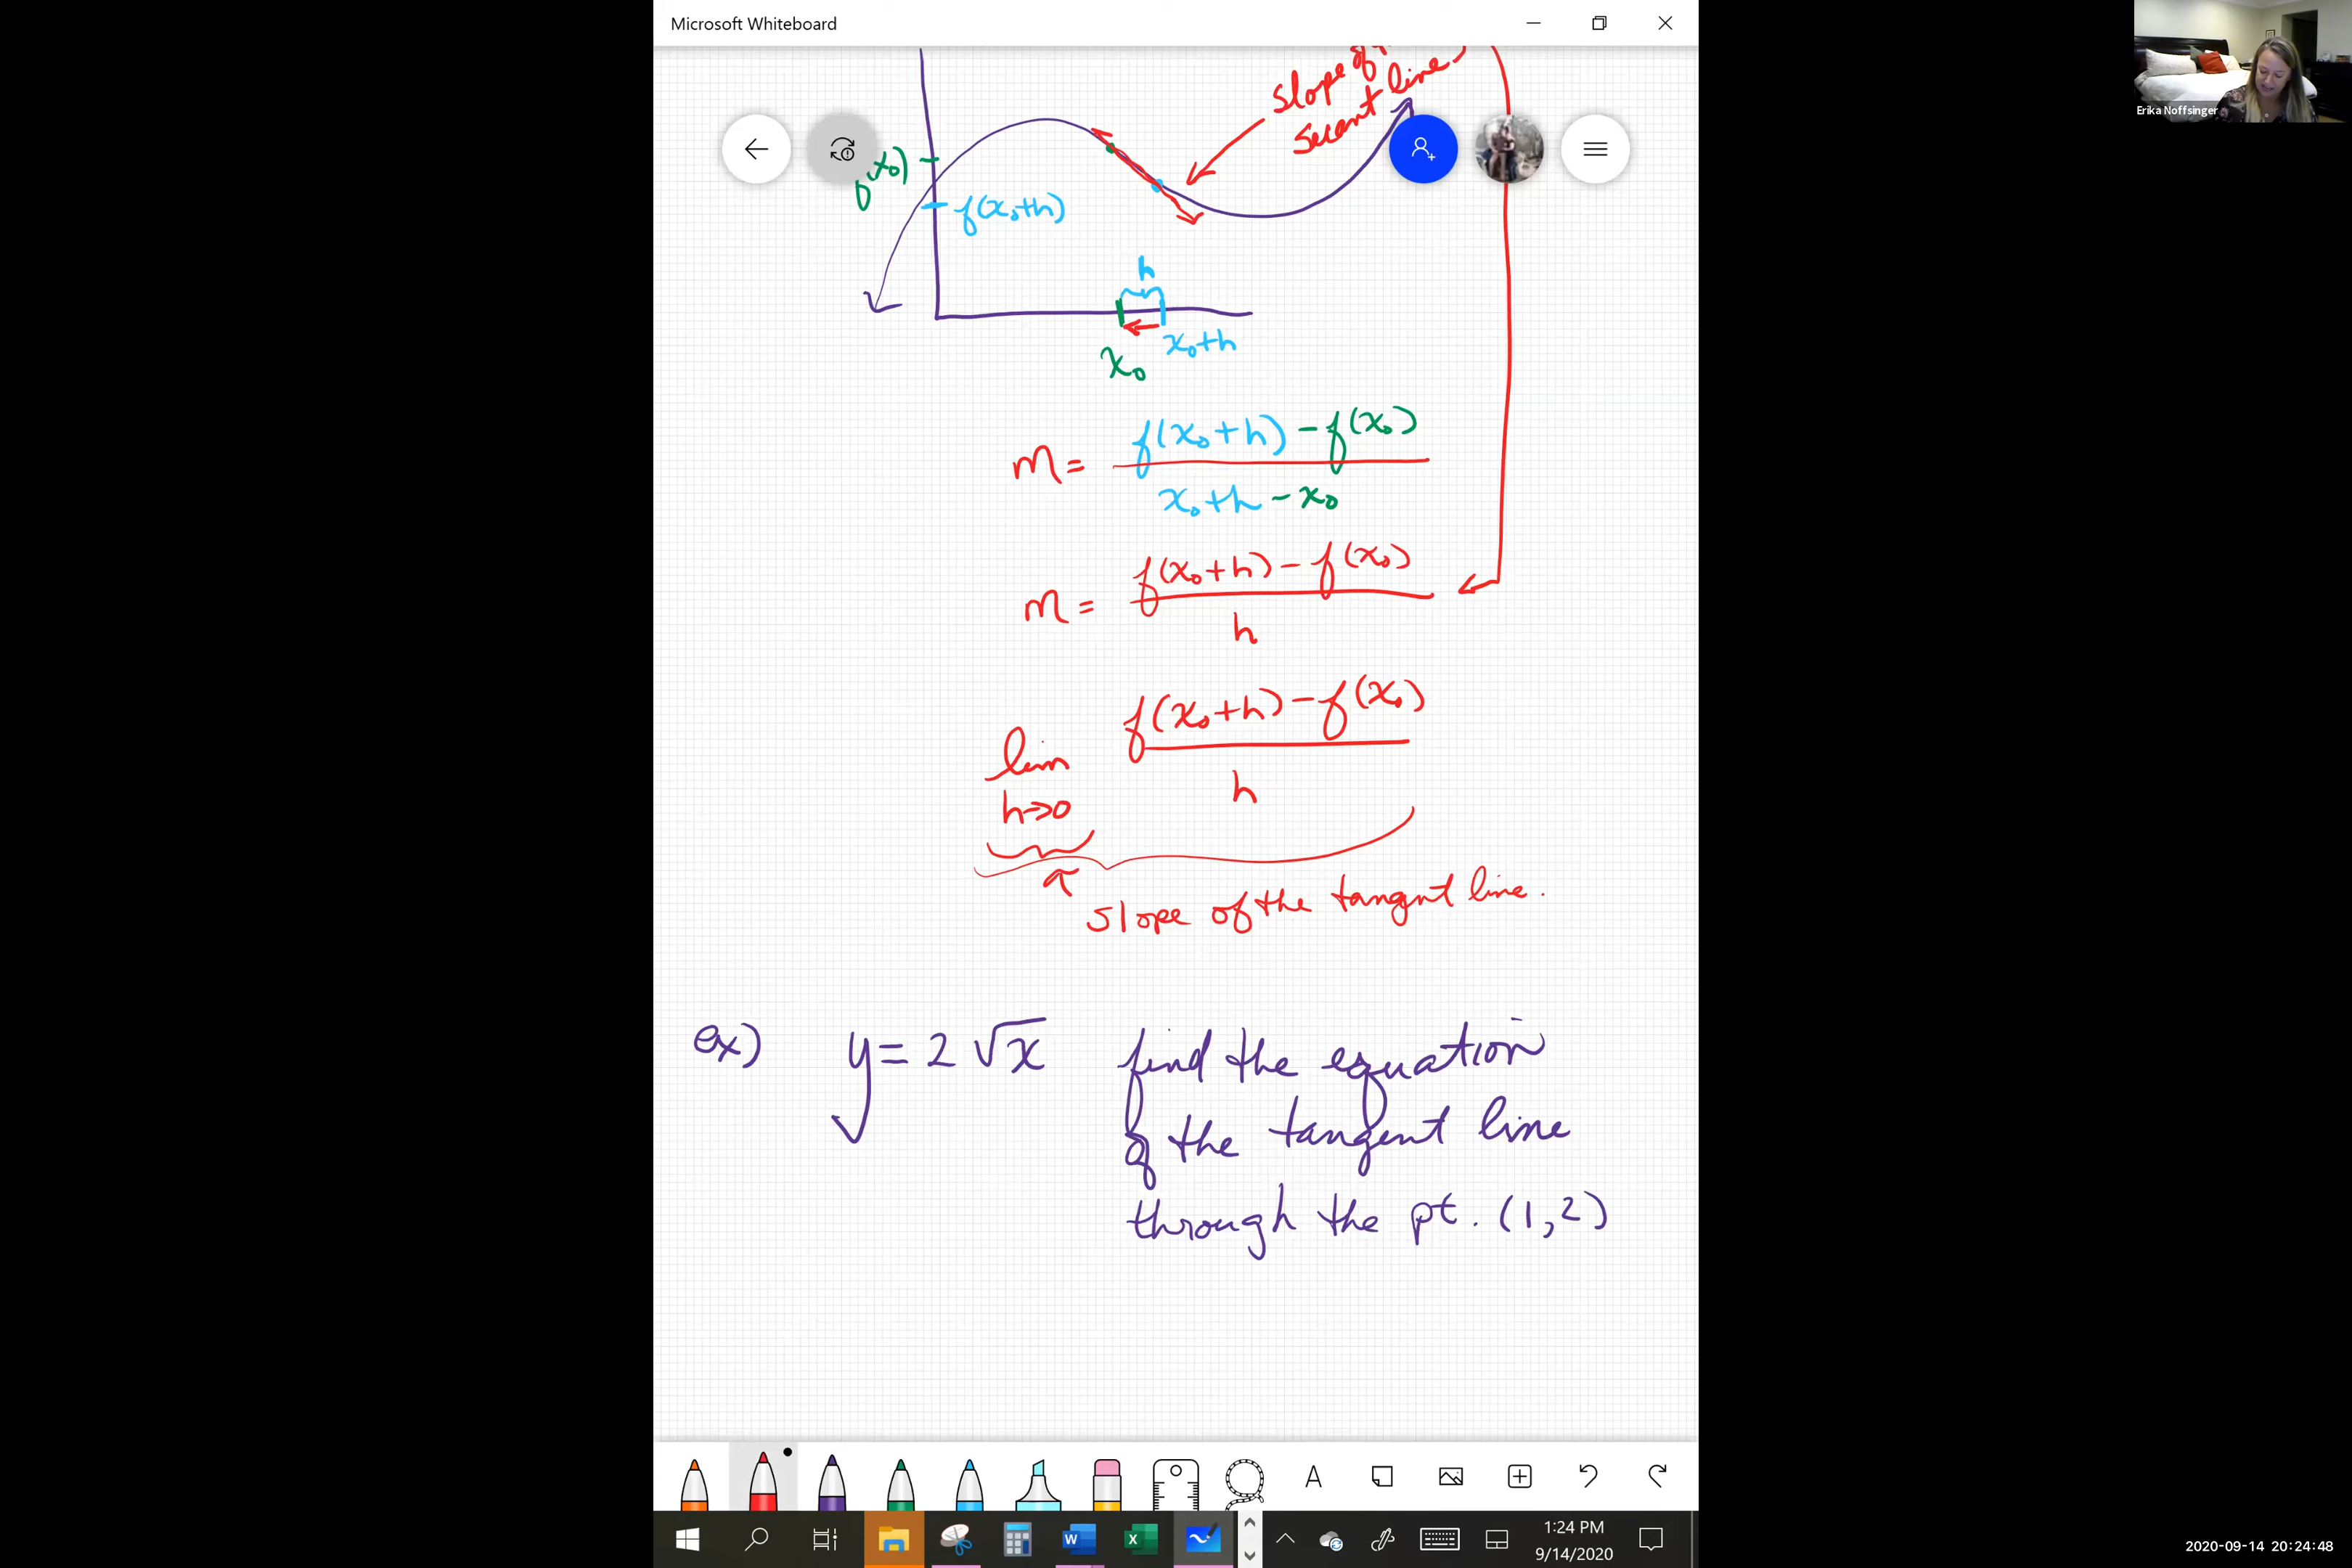 Microsoft Whiteboard
Erika Noffsinger
slope of
secant line
(x₀)
f(x₀+h)
h
x₀+h
x₀
m = f(x₀+h) - f(x₀)
x₀+h - x₀
m = f(x₀+h) - f(x₀)
h
f(x₀+h) - f(x₀)
lim
h
h→0
slope of the tangent line.
ex) y = 2√x find the equation
of the tangent line
through the pt. (1,2)
A
W
X
1:24 PM
9/14/2020
2020-09-14 20:24:48